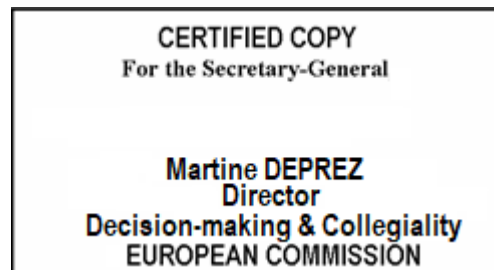 CERTIFIED COPY
For the Secretary-General
Martine DEPREZ
Director
Decision-making & Collegiality
EUROPEAN COMMISSION